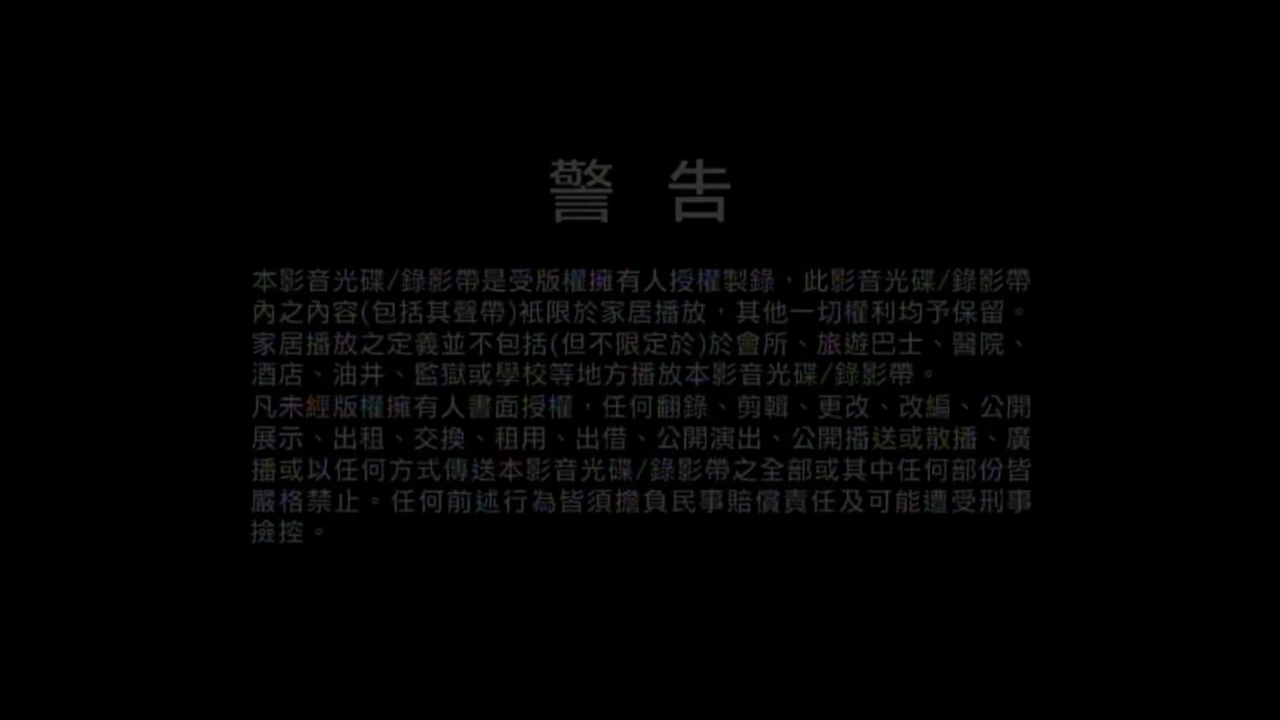 警 告
本影音光碟/錄影帶是受版權擁有人授權製錄，此影音光碟/錄影帶
內之內容(包括其聲帶)衹限於家居播放，其他一切權利均予保留。
家居播放之定義並不包括(但不限定於)於會所、旅遊巴士、醫院、
酒店、油井、監獄或學校等地方播放本影音光碟/錄影帶。
凡未經版權擁有人書面授權，任何翻錄、剪輯、更改、改編、公開
展示、出租、交換、租用、出借、公開演出、公開播送或散播、廣
播或以任何方式傳送本影音光碟/錄影帶之全部或其中任何部份皆
嚴格禁止。任何前述行為皆須擔負民事賠償責任及可能遭受刑事
撿控。